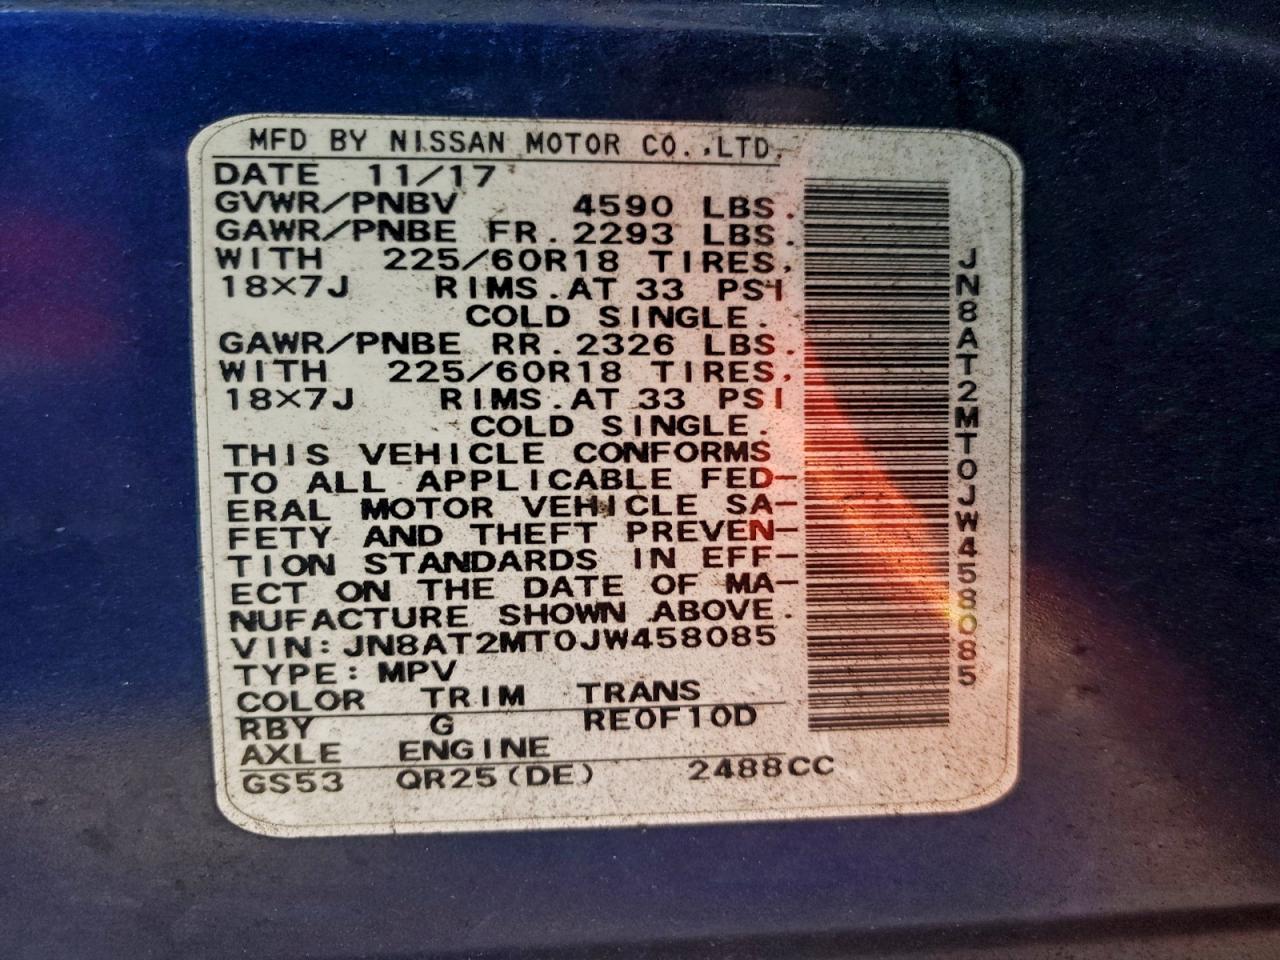 MFD BY NISSAN MOTOR CO.,LTD.
DATE 11/17
GVWR/PNBV 4590 LBS.
GAWR/PNBE FR. 2293 LBS.
WITH 225/60R18 TIRES,
18×7J RIMS.AT 33 PSI
COLD SINGLE.
GAWR/PNBE RR. 2326 LBS.
WITH 225/60R18 TIRES,
18×7J RIMS.AT 33 PSI
COLD SINGLE.
THIS VEHICLE CONFORMS
TO ALL APPLICABLE FED-
ERAL MOTOR VEHICLE SA-
FETY AND THEFT PREVEN-
TION STANDARDS IN EFF-
ECT ON THE DATE OF MA-
NUFACTURE SHOWN ABOVE.
VIN: JN8AT2MT0JW458085
TYPE: MPV
COLOR TRIM TRANS
RBY G RE0F10D
AXLE ENGINE
GS53 QR25(DE) 2488CC
JN8AT2MT0JW458085